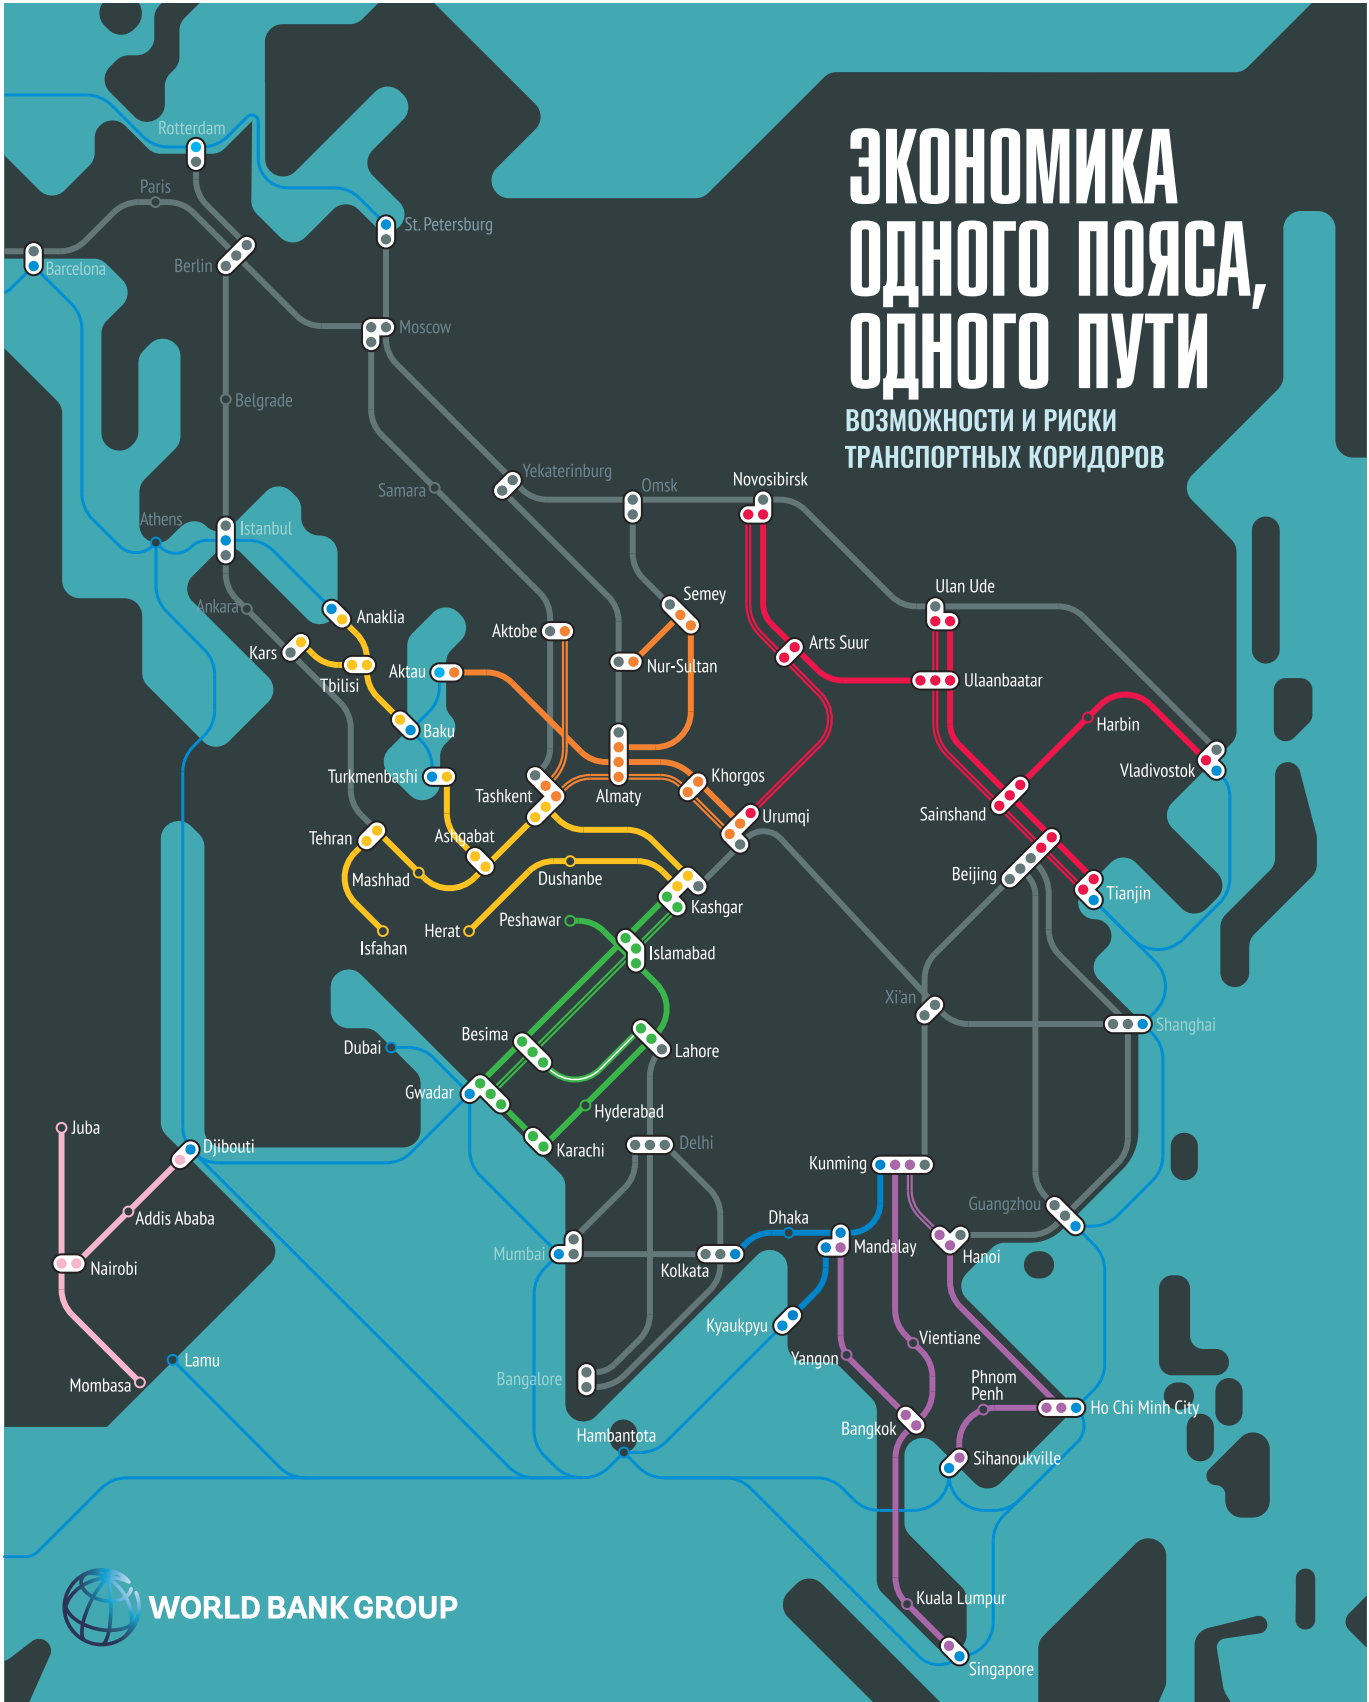 ЭКОНОМИКА
ОДНОГО ПОЯСА,
ОДНОГО ПУТИ
ВОЗМОЖНОСТИ И РИСКИ
ТРАНСПОРТНЫХ КОРИДОРОВ
Rotterdam
Paris
St. Petersburg
Barcelona
Berlin
Moscow
Belgrade
Yekaterinburg
Novosibirsk
Samara
Omsk
Athens
Istanbul
Ulan Ude
Semey
Ankara
Anaklia
Aktobe
Arts Suur
Kars
Nur-Sultan
Aktau
Ulaanbaatar
Tbilisi
Harbin
Baku
Vladivostok
Turkmenbashi
Khorgos
Tashkent
Almaty
Urumqi
Sainshand
Tehran
Ashgabat
Beijing
Mashhad
Dushanbe
Tianjin
Kashgar
Peshawar
Herat
Isfahan
Islamabad
Xi'an
Shanghai
Besima
Dubai
Lahore
Gwadar
Hyderabad
Juba
Delhi
Djibouti
Karachi
Kunming
Guangzhou
Addis Ababa
Dhaka
Mandalay
Mumbai
Hanoi
Nairobi
Kolkata
Kyaukpyu
Vientiane
Yangon
Lamu
Phnom
Penh
Bangalore
Mombasa
Ho Chi Minh City
Bangkok
Hambantota
Sihanoukville
Kuala Lumpur
WORLD BANK GROUP
Singapore